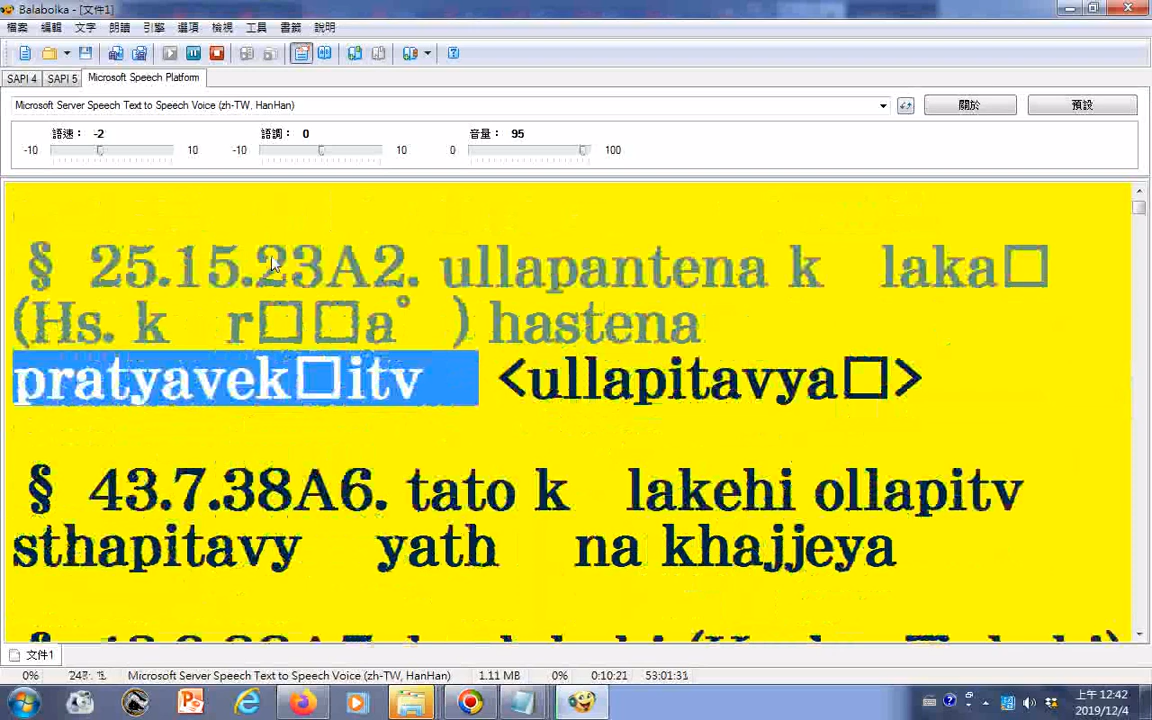 Balabolka - [文件1]
檔案 編輯 文字 朗讀 引擎 選項 檢視 工具 書籤 說明
SAPI 4 SAPI 5 Microsoft Speech Platform
Microsoft Server Speech Text to Speech Voice (zh-TW, HanHan) 關於 預設
語速： -2 語調： 0 音量： 95
-10 10 -10 10 0 100
§ 25.15.23A2. ullapantena k laka□
(Hs. k r□□a° ) hastena
pratyavek□itv <ullapitavya□>
§ 43.7.38A6. tato k lakehi ollapitv
sthapitavy yath na khajjeya
文件1
0% Microsoft Server Speech Text to Speech Voice (zh-TW, HanHan) 1.11 MB 0% 0:10:21 53:01:31
上午 12:42
2019/12/4